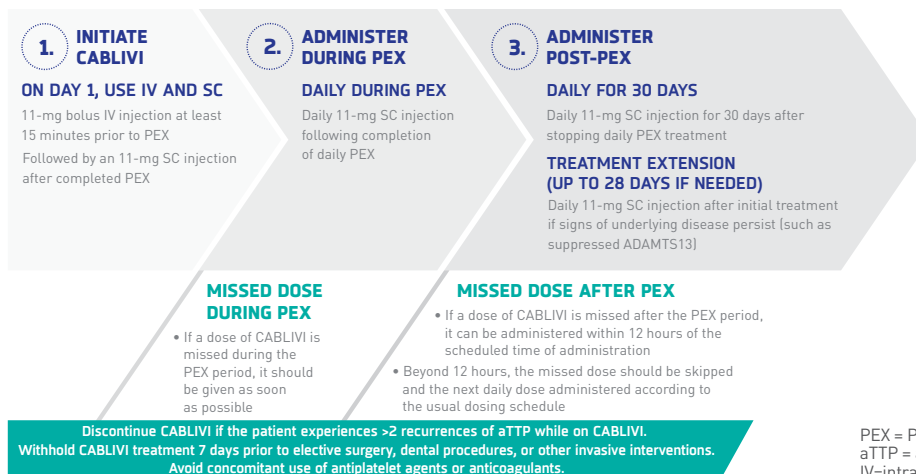 1. INITIATE
CABLIVI
ON DAY 1, USE IV AND SC
11-mg bolus IV injection at least
15 minutes prior to PEX
Followed by an 11-mg SC injection
after completed PEX
2. ADMINISTER
DURING PEX
DAILY DURING PEX
Daily 11-mg SC injection
following completion
of daily PEX
3. ADMINISTER
POST-PEX
DAILY FOR 30 DAYS
Daily 11-mg SC injection for 30 days after
stopping daily PEX treatment
TREATMENT EXTENSION
(UP TO 28 DAYS IF NEEDED)
Daily 11-mg SC injection after initial treatment
if signs of underlying disease persist (such as
suppressed ADAMTS13)
MISSED DOSE
DURING PEX
• If a dose of CABLIVI is
missed during the
PEX period, it should
be given as soon
as possible
MISSED DOSE AFTER PEX
• If a dose of CABLIVI is missed after the PEX period,
it can be administered within 12 hours of the
scheduled time of administration
• Beyond 12 hours, the missed dose should be skipped
and the next daily dose administered according to
the usual dosing schedule
Discontinue CABLIVI if the patient experiences >2 recurrences of aTTP while on CABLIVI.
Withhold CABLIVI treatment 7 days prior to elective surgery, dental procedures, or other invasive interventions.
Avoid concomitant use of antiplatelet agents or anticoagulants.
PEX = P
aTTP =
IV=intra